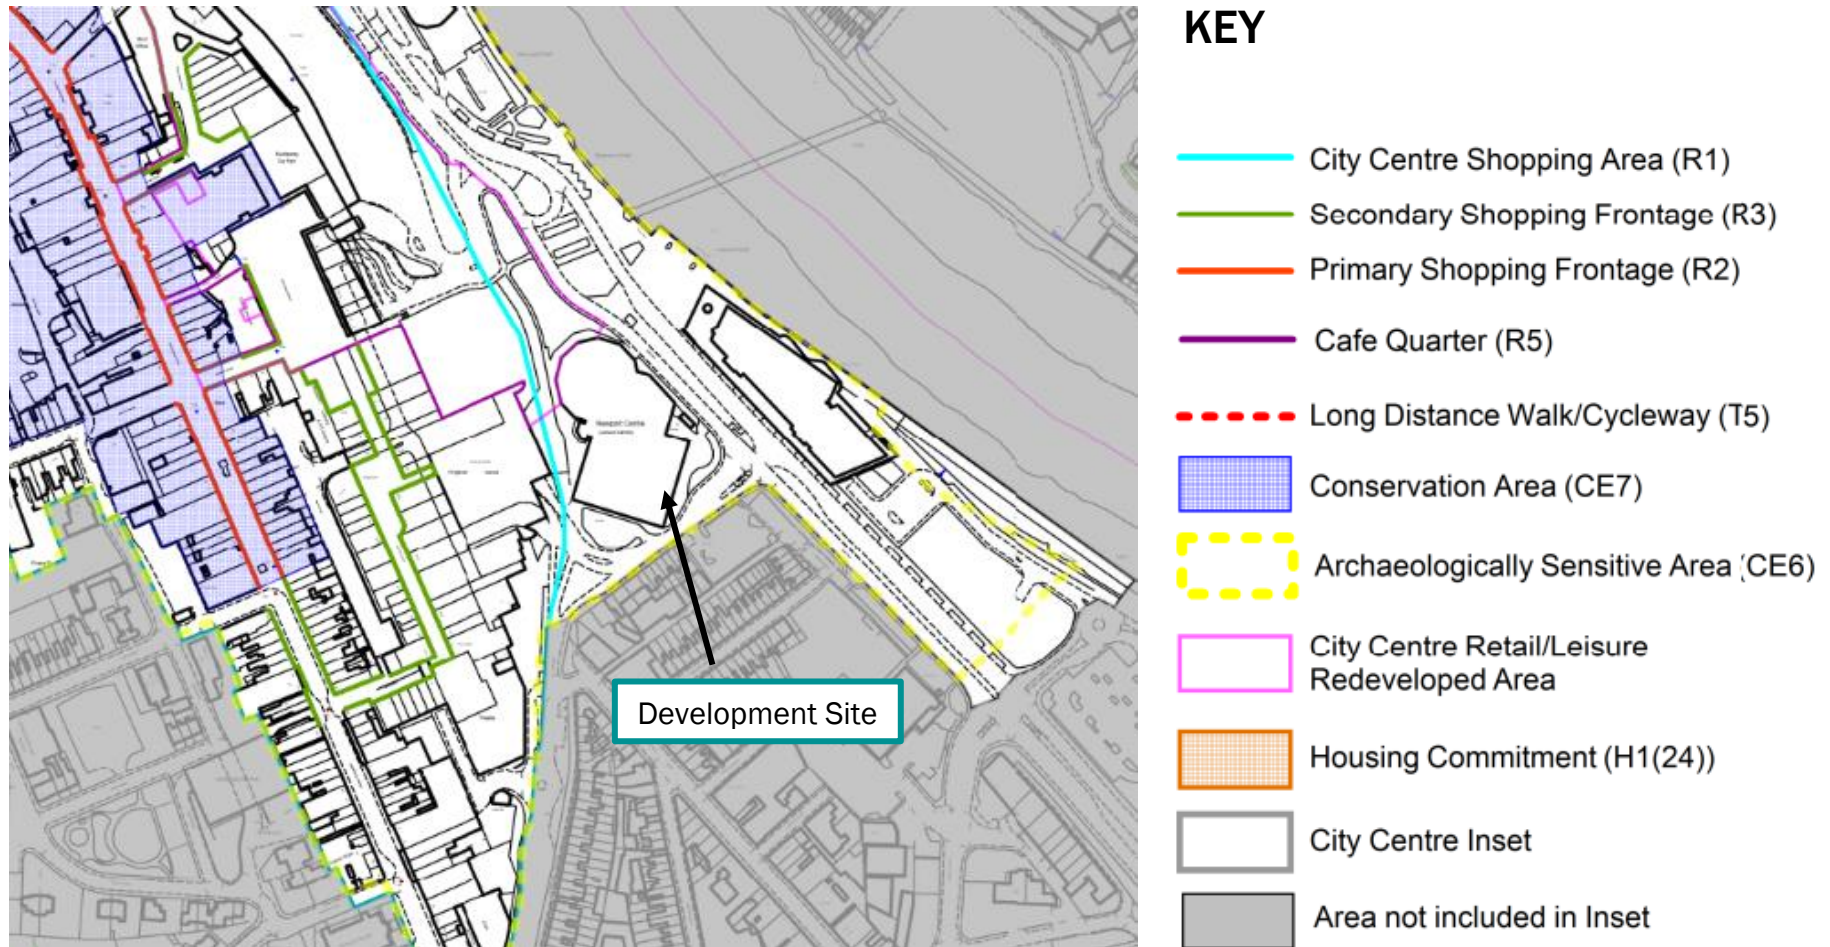 KEY
City Centre Shopping Area (R1)
Secondary Shopping Frontage (R3)
Primary Shopping Frontage (R2)
Cafe Quarter (R5)
Long Distance Walk/Cycleway (T5)
Conservation Area (CE7)
Archaeologically Sensitive Area (CE6)
City Centre Retail/Leisure
Redeveloped Area
Housing Commitment (H1(24))
City Centre Inset
Area not included in Inset
Newport Centre
Development Site